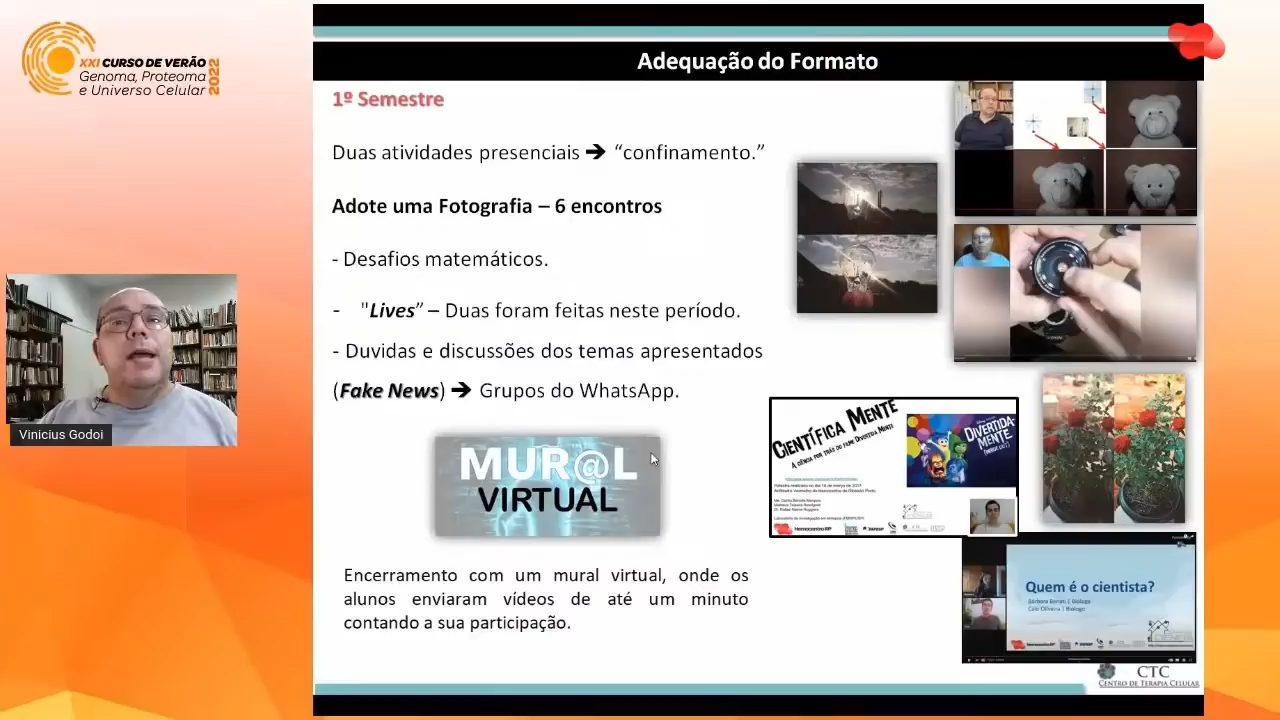 XXI CURSO DE VERÃO
Genoma, Proteoma
e Universo Celular
2022
Adequação do Formato
1º Semestre
Duas atividades presenciais ➔ “confinamento.”
Adote uma Fotografia – 6 encontros
- Desafios matemáticos.
- "Lives” – Duas foram feitas neste período.
- Duvidas e discussões dos temas apresentados
(Fake News) ➔ Grupos do WhatsApp.
MUR@L
VIRTUAL
Encerramento com um mural virtual, onde os
alunos enviaram vídeos de até um minuto
contando a sua participação.
CIENTÍFICA MENTE
A CIÊNCIA POR TRÁS DO FILME DIVERTIDA MENTE
DIVERTIDA-
MENTE
Quem é o cientista?
CTC
CENTRO DE TERAPIA CELULAR
Vinicius Godoi